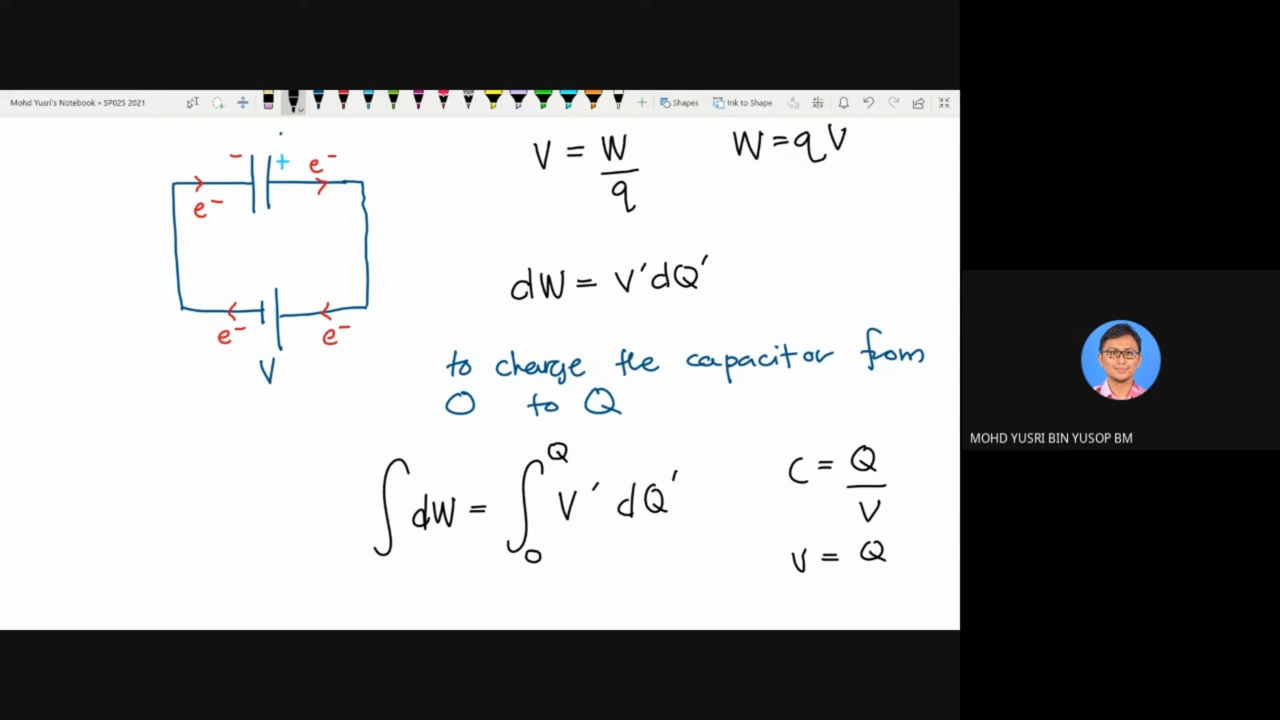 Mohd Yusri's Notebook » SP025 2021
Shapes
Ink to Shape
- + e⁻
e⁻
e⁻ e⁻
V
V = W/q W = qV
dW = V′dQ′
to charge the capacitor from
0 to Q
∫dW = ∫₀^Q V′ dQ′
C = Q/V
V = Q
MOHD YUSRI BIN YUSOP BM